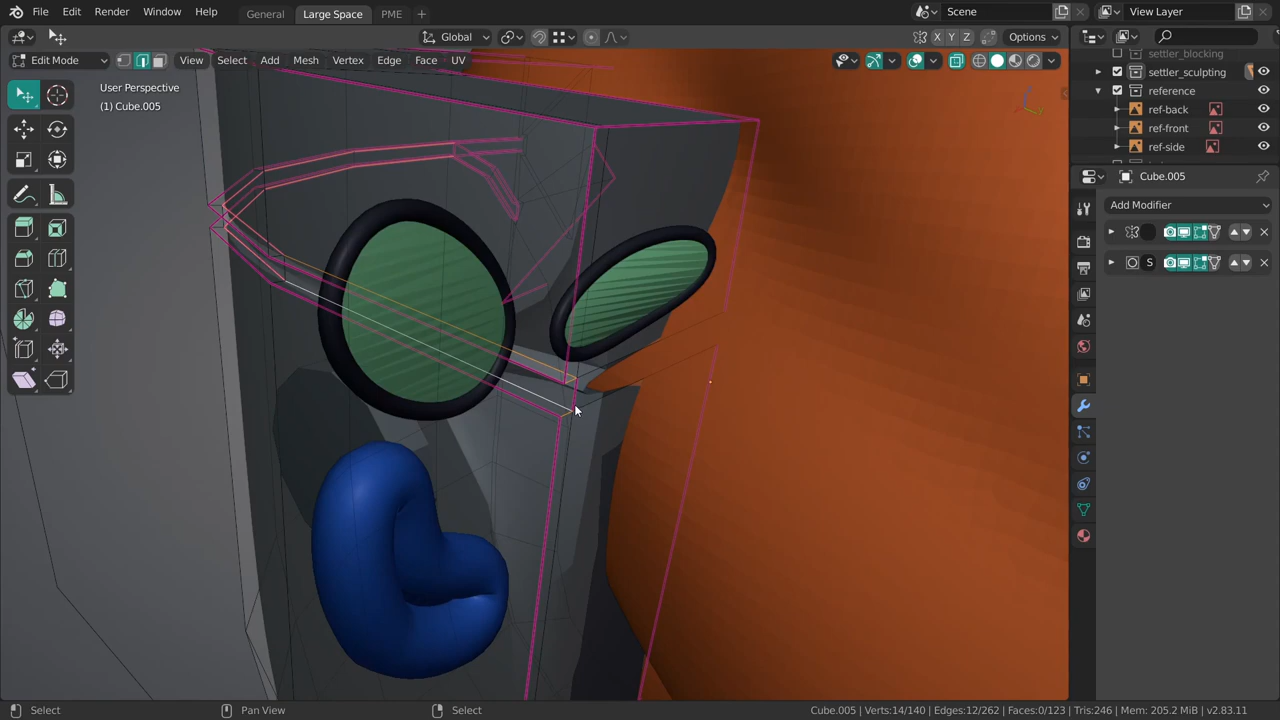 File Edit Render Window Help General Large Space PME + Scene View Layer
Global X Y Z Options
settler_blocking
Edit Mode View Select Add Mesh Vertex Edge Face UV
settler_sculpting
User Perspective
(1) Cube.005
reference
ref-back
ref-front
ref-side
Cube.005
Add Modifier
S
Select Pan View Select Cube.005 | Verts:14/140 | Edges:12/262 | Faces:0/123 | Tris:246 | Mem: 205.2 MiB | v2.83.11